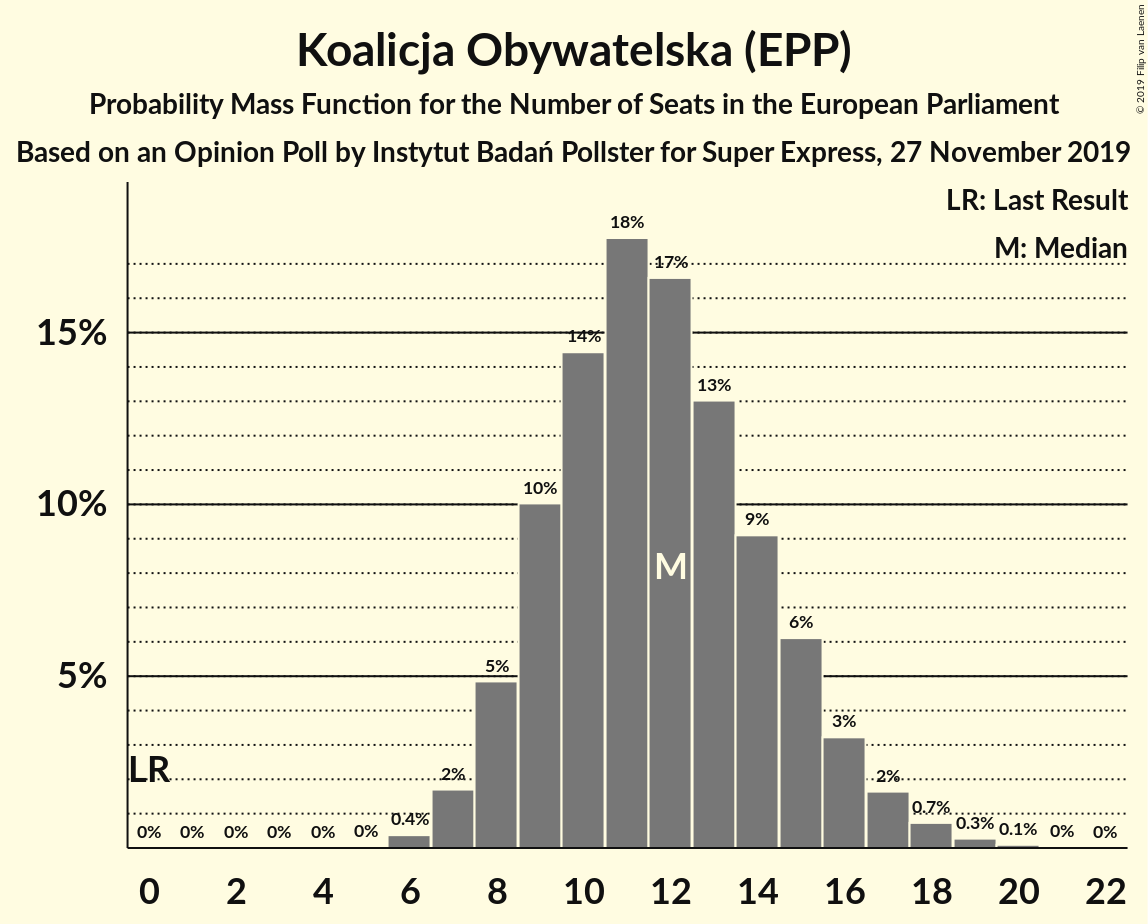 Koalicja Obywatelska (EPP)
Probability Mass Function for the Number of Seats in the European Parliament
Based on an Opinion Poll by Instytut Badań Pollster for Super Express, 27 November 2019
© 2019 Filip van Laenen
LR: Last Result
M: Median
18%
17%
15%
14%
13%
10%
10%
9%
M
6%
5%
5%
3%
LR
2%
2%
0.7%
0.4%
0.3%
0.1%
0% 0% 0% 0% 0% 0% 0% 0%
0 2 4 6 8 10 12 14 16 18 20 22